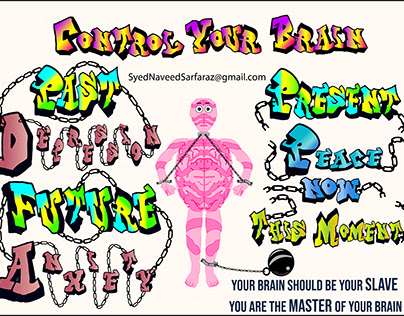 CONTROL YOUR BRAIN
SyedNaveedSarfaraz@gmail.com
PAST
DEPRESSION
FUTURE
ANXIETY
PRESENT
PEACE
NOW
THIS MOMENT
YOUR BRAIN SHOULD BE YOUR SLAVE
YOU ARE THE MASTER OF YOUR BRAIN